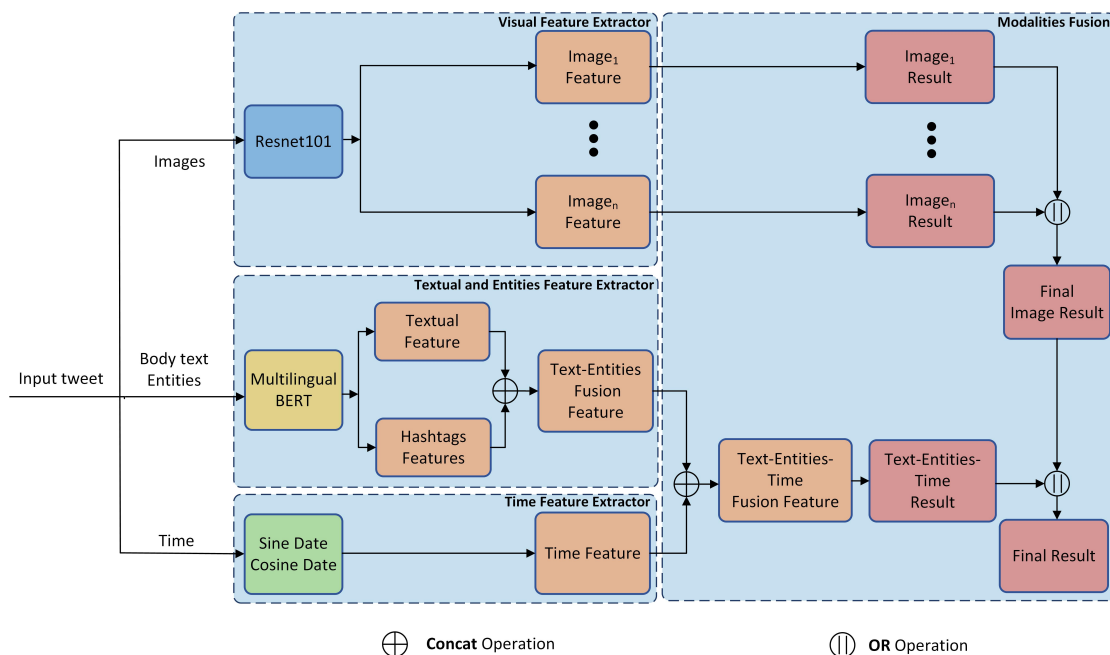 Visual Feature Extractor
Modalities Fusion
Image₁
Feature
Image₁
Result
Resnet101
Images
Imageₙ
Feature
Imageₙ
Result
||
Final
Image Result
Textual and Entities Feature Extractor
Textual
Feature
Input tweet
Body text
Entities
Multilingual
BERT
Text-Entities
Fusion
Feature
Hashtags
Features
Text-Entities-
Time
Fusion Feature
Text-Entities-
Time
Result
||
Time Feature Extractor
Time
Sine Date
Cosine Date
Time Feature
Final Result
Concat Operation
|| OR Operation